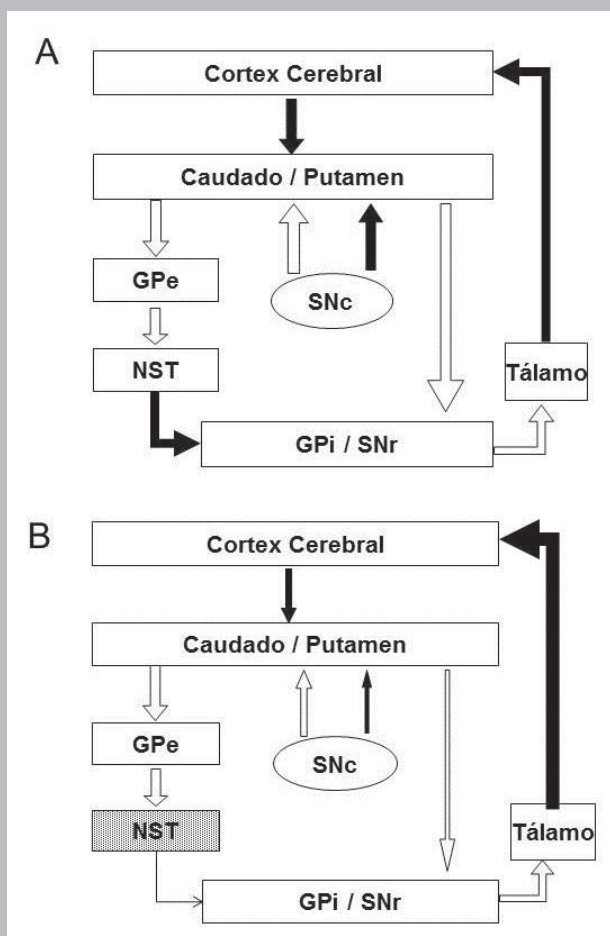 A
Cortex Cerebral
Caudado / Putamen
GPe
SNc
NST
Tálamo
GPi / SNr
B
Cortex Cerebral
Caudado / Putamen
GPe
SNc
NST
Tálamo
GPi / SNr